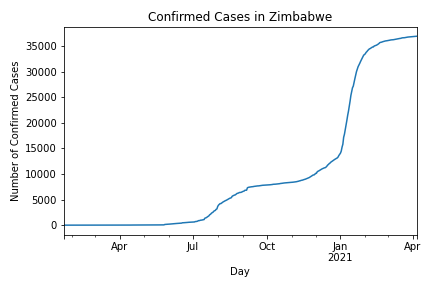 Confirmed Cases in Zimbabwe
Number of Confirmed Cases
35000
30000
25000
20000
15000
10000
5000
0
Apr
Jul
Oct
Jan
2021
Apr
Day